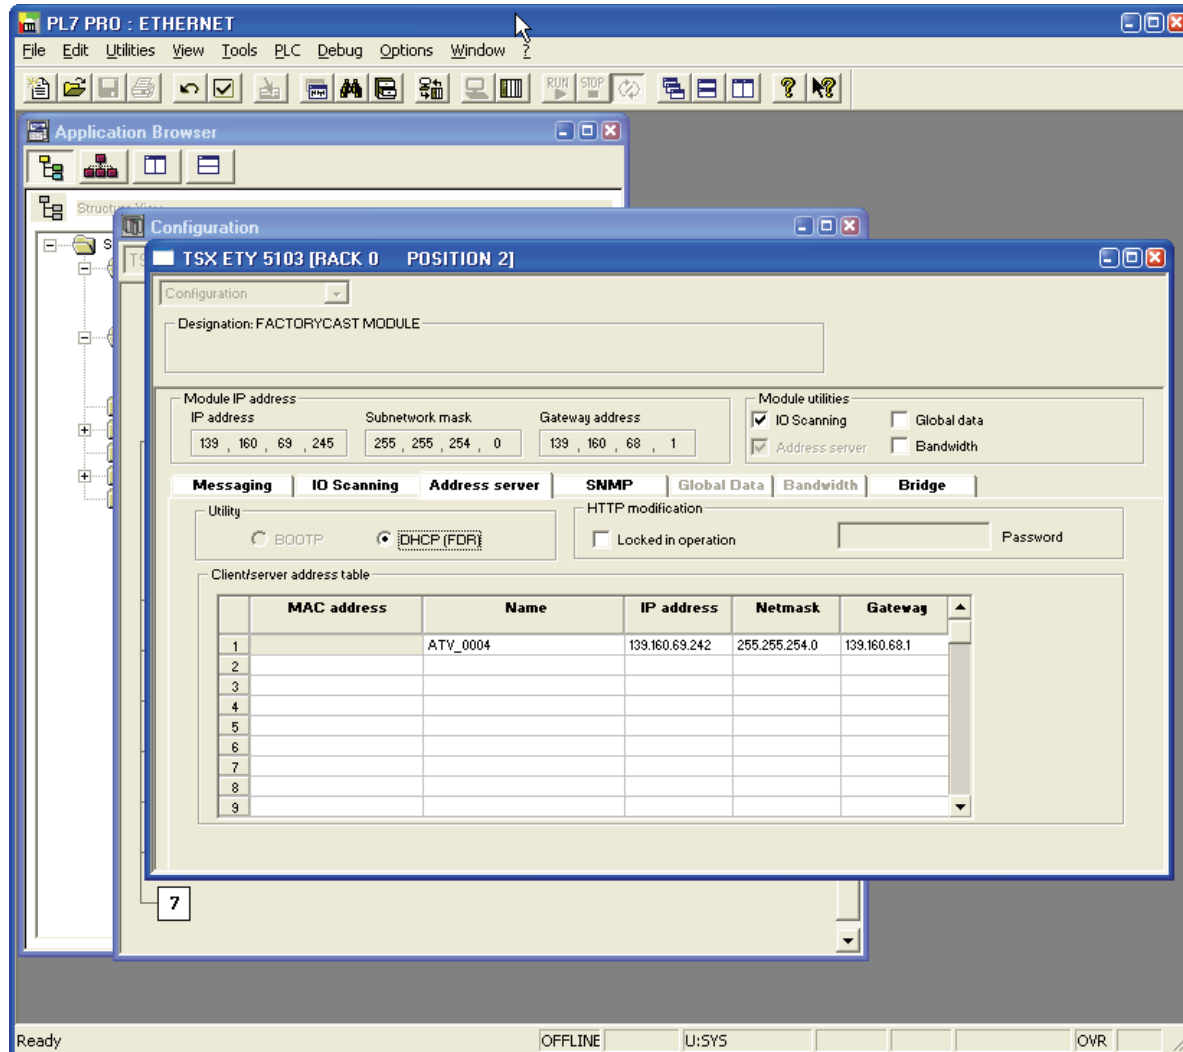 PL7 PRO : ETHERNET
File Edit Utilities View Tools PLC Debug Options Window ?
RUN STOP
Application Browser
Configuration
TSX ETY 5103 [RACK 0 POSITION 2]
Configuration
Designation: FACTORYCAST MODULE
Module IP address Module utilities
IP address Subnetwork mask Gateway address IO Scanning Global data
139 , 160 , 69 , 245 255 , 255 , 254 , 0 139 , 160 , 68 , 1 Address server Bandwidth
Messaging IO Scanning Address server SNMP Global Data Bandwidth Bridge
Utility HTTP modification
BOOTP DHCP (FDR) Locked in operation Password
Client/server address table
MAC address Name IP address Netmask Gateway
1 ATV_0004 139.160.69.242 255.255.254.0 139.160.68.1
2
3
4
5
6
7
8
9
7
Ready OFFLINE U:SYS OVR